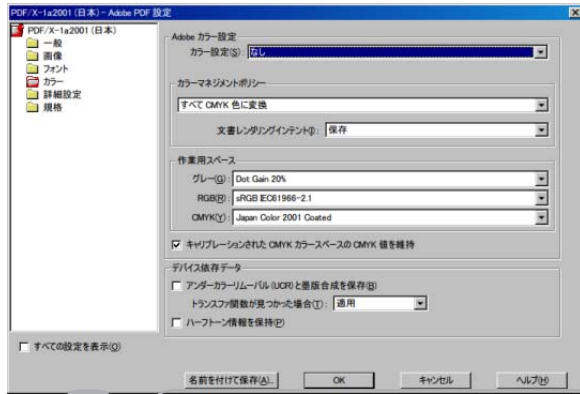 PDF/X-1a2001 (日本) - Adobe PDF 設定
PDF/X-1a2001 (日本)
一般
画像
フォント
カラー
詳細設定
規格
Adobe カラー設定
カラー設定(S): なし
カラーマネジメントポリシー
すべて CMYK 色に変換
文書レンダリングインテント(I): 保存
作業用スペース
グレー(G): Dot Gain 20%
RGB(R): sRGB IEC61966-2.1
CMYK(Y): Japan Color 2001 Coated
キャリブレーションされた CMYK カラースペースの CMYK 値を維持
デバイス依存データ
アンダーカラーリムーバル (UCR) と墨版合成を保存(B)
トランスファ関数が見つかった場合(T): 適用
ハーフトーン情報を保持(P)
すべての設定を表示(O)
名前を付けて保存(A)... OK キャンセル ヘルプ(H)